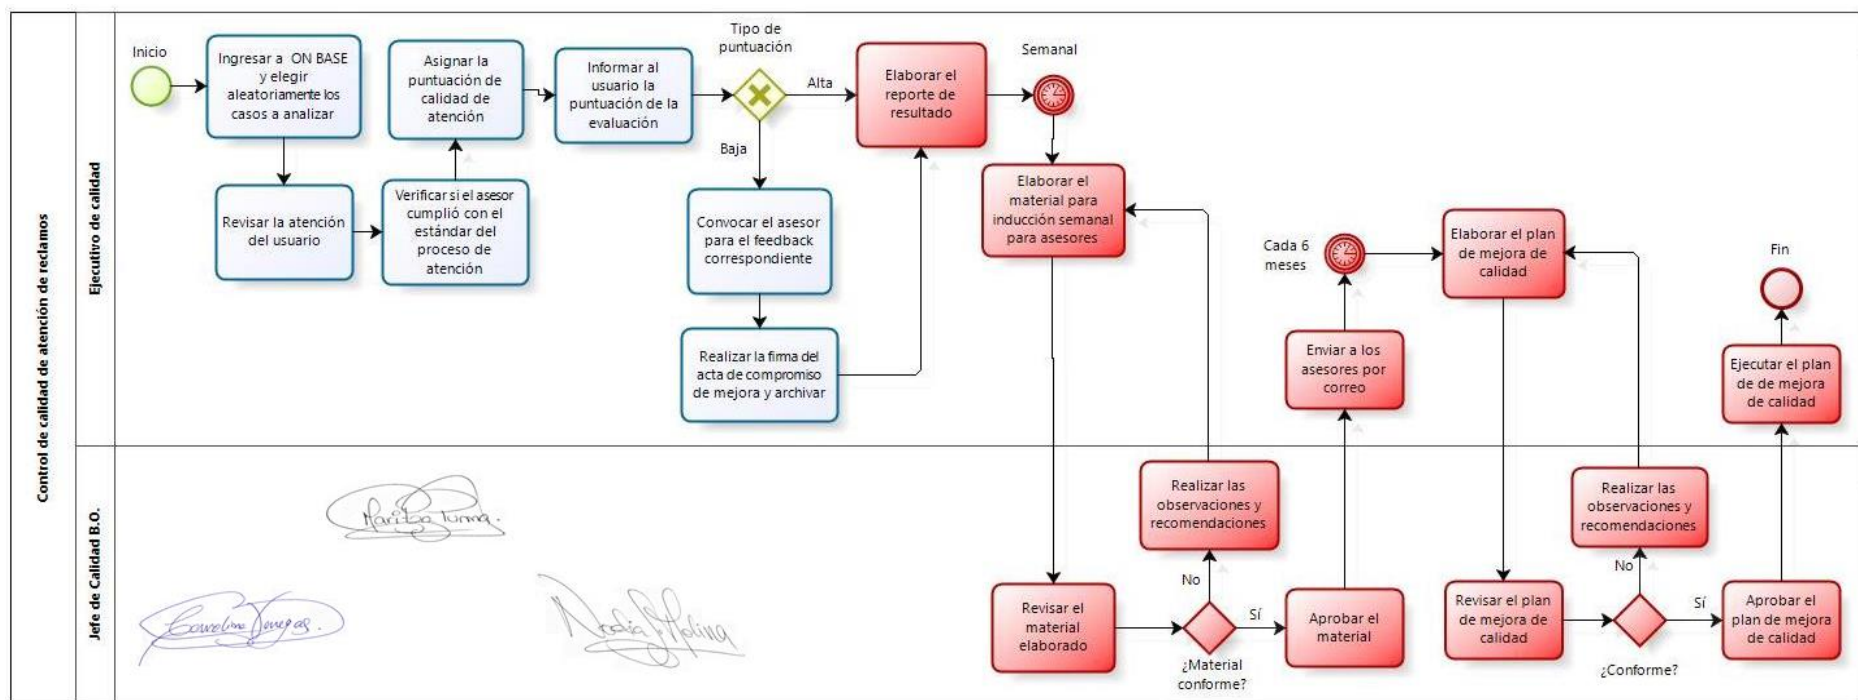 Control de calidad de atención de reclamos
Ejecutivo de calidad
Inicio
Ingresar a ON BASE
y elegir
aleatoriamente los
casos a analizar
Revisar la atención
del usuario
Verificar si el asesor
cumplió con el
estándar del
proceso de
atención
Asignar la
puntuación de
calidad de
atención
Informar al
usuario la
puntuación de la
evaluación
Tipo de
puntuación
Alta
Baja
Convocar el asesor
para el feedback
correspondiente
Realizar la firma del
acta de compromiso
de mejora y archivar
Elaborar el
reporte de
resultado
Semanal
Elaborar el
material para
inducción semanal
para asesores
Cada 6
meses
Enviar a los
asesores por
correo
Elaborar el plan
de mejora de
calidad
Fin
Ejecutar el plan
de de mejora
de calidad
Jefe de Calidad B.O.
Revisar el
material
elaborado
¿Material
conforme?
No
Realizar las
observaciones y
recomendaciones
Sí
Aprobar el
material
Revisar el plan
de mejora de
calidad
¿Conforme?
No
Realizar las
observaciones y
recomendaciones
Sí
Aprobar el
plan de mejora
de calidad
Molina